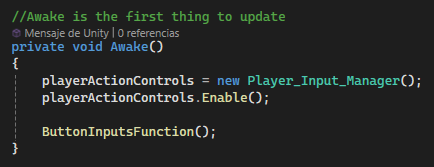 //Awake is the first thing to update
Mensaje de Unity | 0 referencias
private void Awake()
{
playerActionControls = new Player_Input_Manager();
playerActionControls.Enable();
ButtonInputsFunction();
}